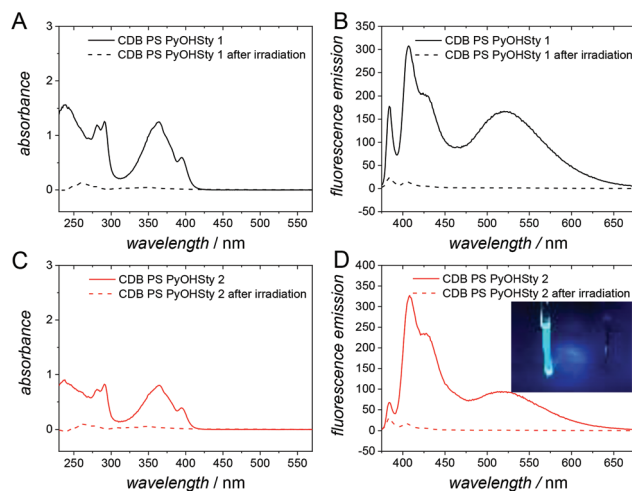 A
CDB PS PyOHSty 1
CDB PS PyOHSty 1 after irradiation
absorbance
3
2
1
0
250 300 350 400 450 500 550
wavelength / nm
B
CDB PS PyOHSty 1
CDB PS PyOHSty 1 after irradiation
fluorescence emission
400
350
300
250
200
150
100
50
0
-50
400 450 500 550 600 650
wavelength / nm
C
CDB PS PyOHSty 2
CDB PS PyOHSty 2 after irradiation
absorbance
3
2
1
0
250 300 350 400 450 500 550
wavelength / nm
D
CDB PS PyOHSty 2
CDB PS PyOHSty 2 after irradiation
fluorescence emission
400
350
300
250
200
150
100
50
0
-50
400 450 500 550 600 650
wavelength / nm